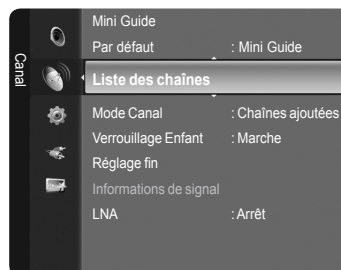 Canal
Mini Guide
Par défaut : Mini Guide
Liste des chaînes
Mode Canal : Chaînes ajoutées
Verrouillage Enfant : Marche
Réglage fin
Informations de signal
LNA : Arrêt